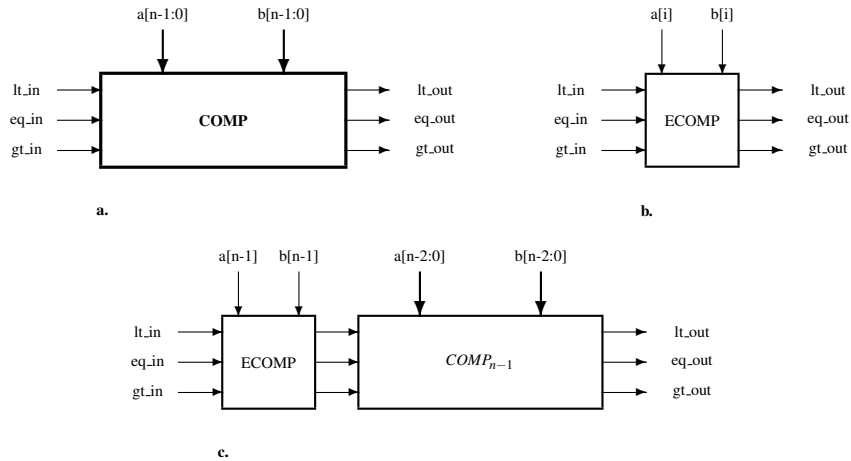 a[n-1:0] b[n-1:0] a[i] b[i]
lt_in lt_out lt_in lt_out
eq_in COMP eq_out eq_in ECOMP eq_out
gt_in gt_out gt_in gt_out
a. b.
a[n-1] b[n-1] a[n-2:0] b[n-2:0]
lt_in lt_out
eq_in ECOMP COMPn−1 eq_out
gt_in gt_out
c.